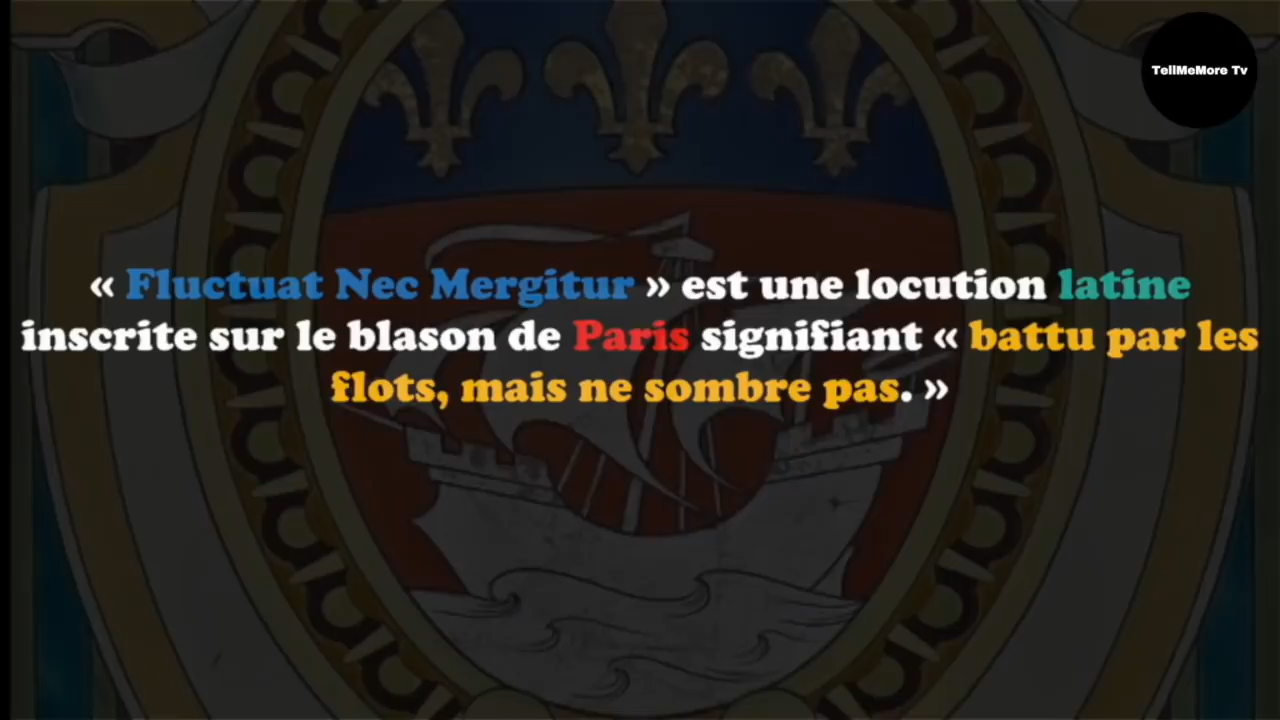 TellMeMore Tv
« Fluctuat Nec Mergitur » est une locution latine
inscrite sur le blason de Paris signifiant « battu par les
flots, mais ne sombre pas. »